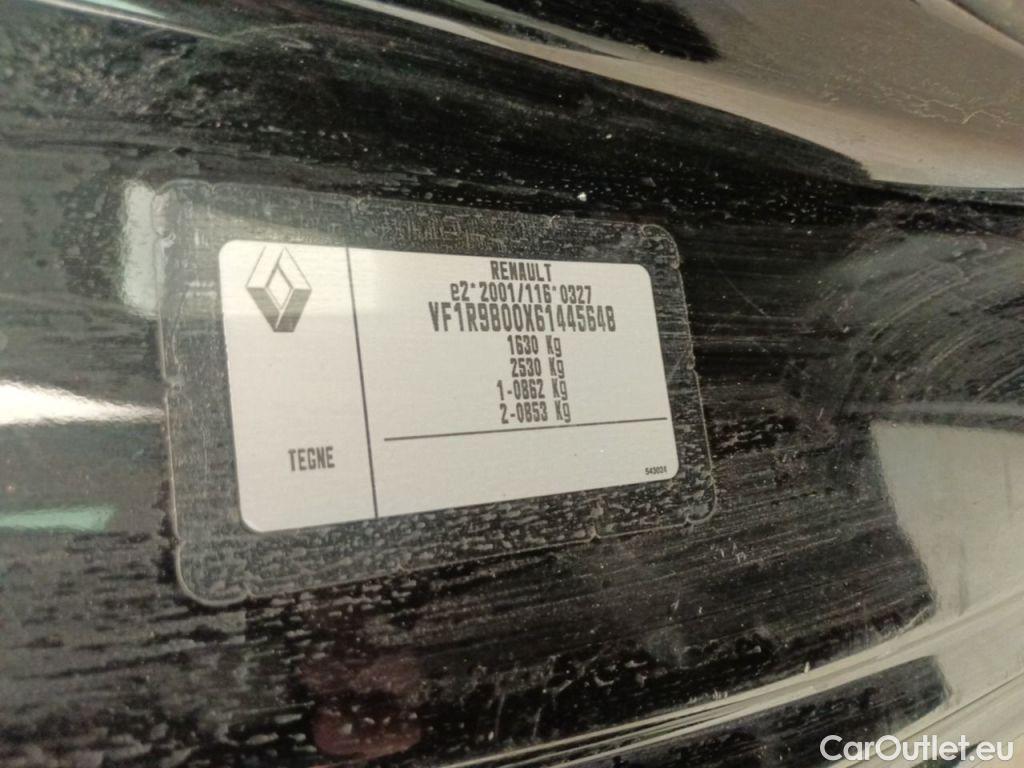 RENAULT
e2*2001/116*0327
VF1R9800X61445648
1630 Kg
2530 Kg
1-0862 Kg
2-0853 Kg
TEGNE
543024
CarOutlet.eu